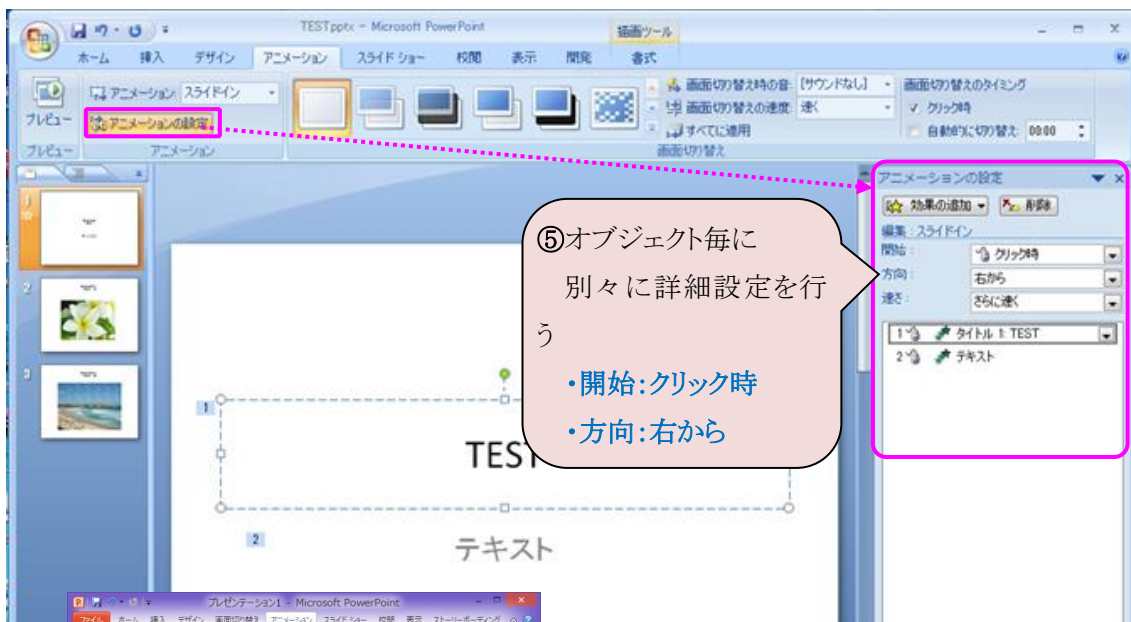 TESTpptx - Microsoft PowerPoint
描画ツール
ホーム 挿入 デザイン アニメーション スライド ショー 校閲 表示 開発 書式
プレビュー
アニメーション: スライドイン
アニメーションの設定
プレビュー
アニメーション
画面切り替え時の音: [サウンドなし]
画面切り替えの速度: 速く
すべてに適用
画面切り替え
画面切り替えのタイミング
クリック時
自動的に切り替え: 00:00
アニメーションの設定
効果の追加 削除
編集: スライドイン
開始: クリック時
方向: 右から
速さ: さらに速く
1 タイトル 1: TEST
2 テキスト
⑤オブジェクト毎に
別々に詳細設定を行
う
・開始:クリック時
・方向:右から
1
2
3
1
TEST
2
テキスト
プレゼンテーション1 - Microsoft PowerPoint
ファイル ホーム 挿入 デザイン 画面切り替え アニメーション スライド ショー 校閲 表示 ストーリーボーディング